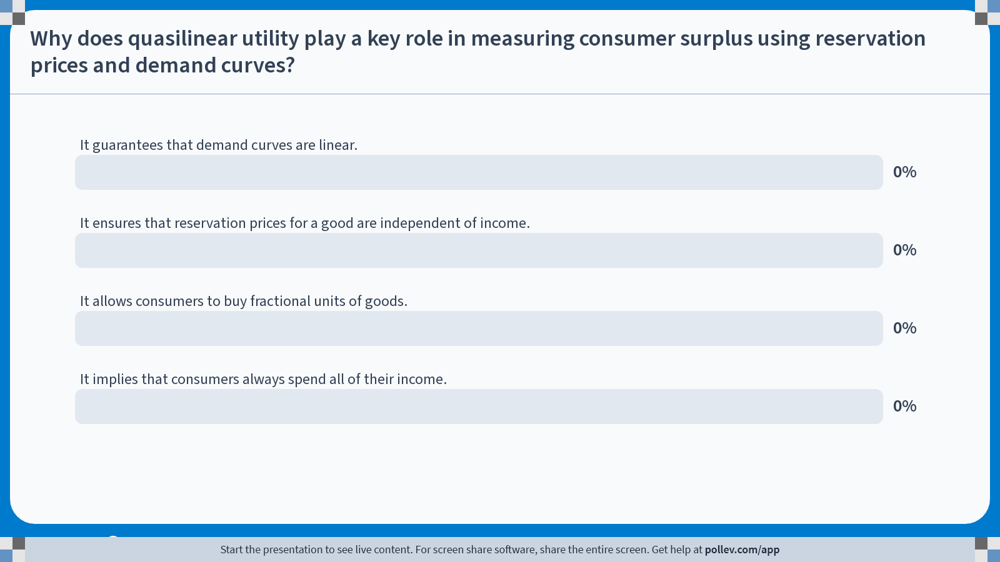 Why does quasilinear utility play a key role in measuring consumer surplus using reservation
prices and demand curves?
It guarantees that demand curves are linear.
0%
It ensures that reservation prices for a good are independent of income.
0%
It allows consumers to buy fractional units of goods.
0%
It implies that consumers always spend all of their income.
0%
Start the presentation to see live content. For screen share software, share the entire screen. Get help at pollev.com/app